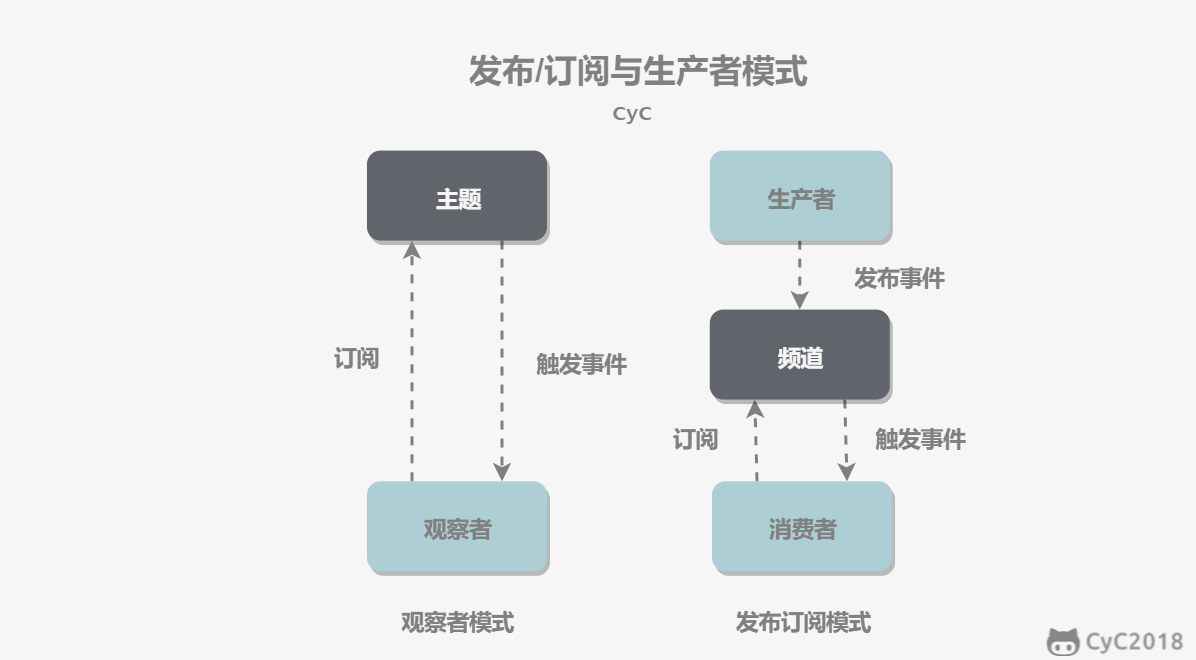 发布/订阅与生产者模式
CyC
主题
生产者
发布事件
订阅
触发事件
频道
订阅
触发事件
观察者
消费者
观察者模式
发布订阅模式
CyC2018